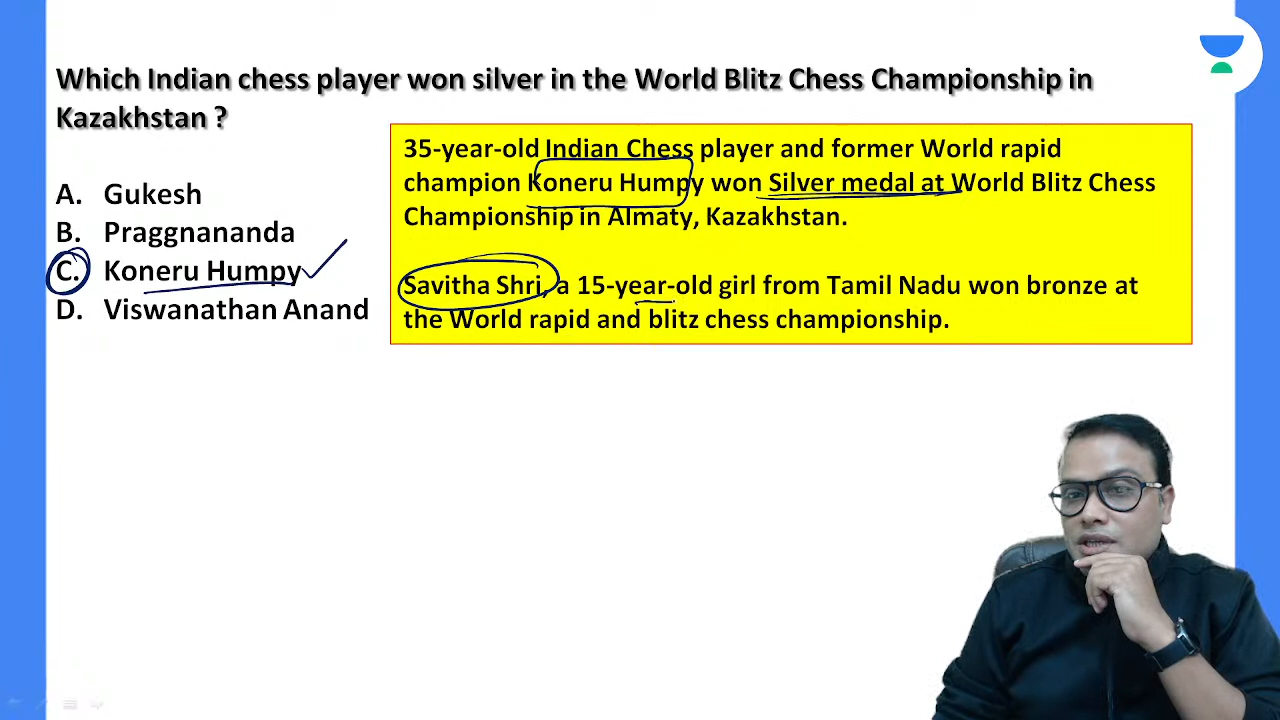 Which Indian chess player won silver in the World Blitz Chess Championship in
Kazakhstan ?
A. Gukesh
B. Praggnananda
C. Koneru Humpy
D. Viswanathan Anand
35-year-old Indian Chess player and former World rapid
champion Koneru Humpy won Silver medal at World Blitz Chess
Championship in Almaty, Kazakhstan.
Savitha Shri, a 15-year-old girl from Tamil Nadu won bronze at
the World rapid and blitz chess championship.